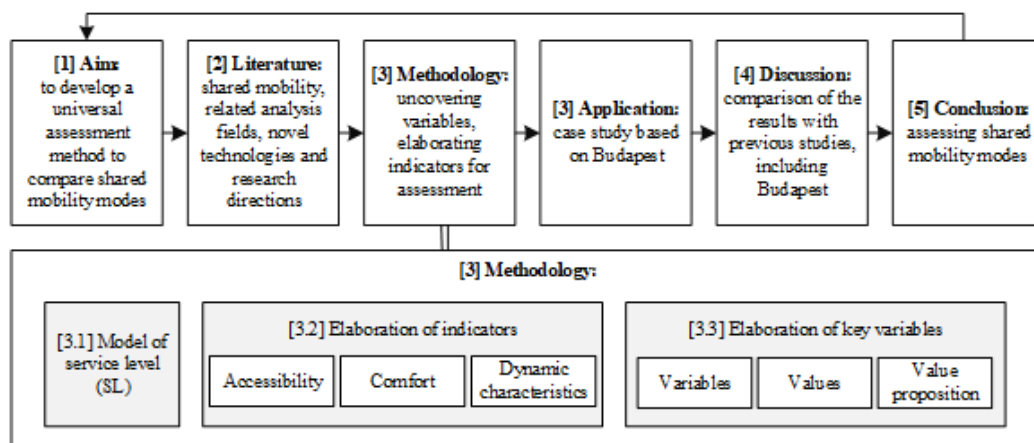 [1] Aim:
to develop a
universal
assessment
method to
compare shared
mobility modes
[2] Literature:
shared mobility,
related analysis
fields, novel
technologies and
research
directions
[3] Methodology:
uncovering
variables,
elaborating
indicators for
assessment
[3] Application:
case study based
on Budapest
[4] Discussion:
comparison of the
results with
previous studies,
including
Budapest
[5] Conclusion:
assessing shared
mobility modes
[3] Methodology:
[3.1] Model of
service level
(SL)
[3.2] Elaboration of indicators
Accessibility
Comfort
Dynamic
characteristics
[3.3] Elaboration of key variables
Variables
Values
Value
proposition